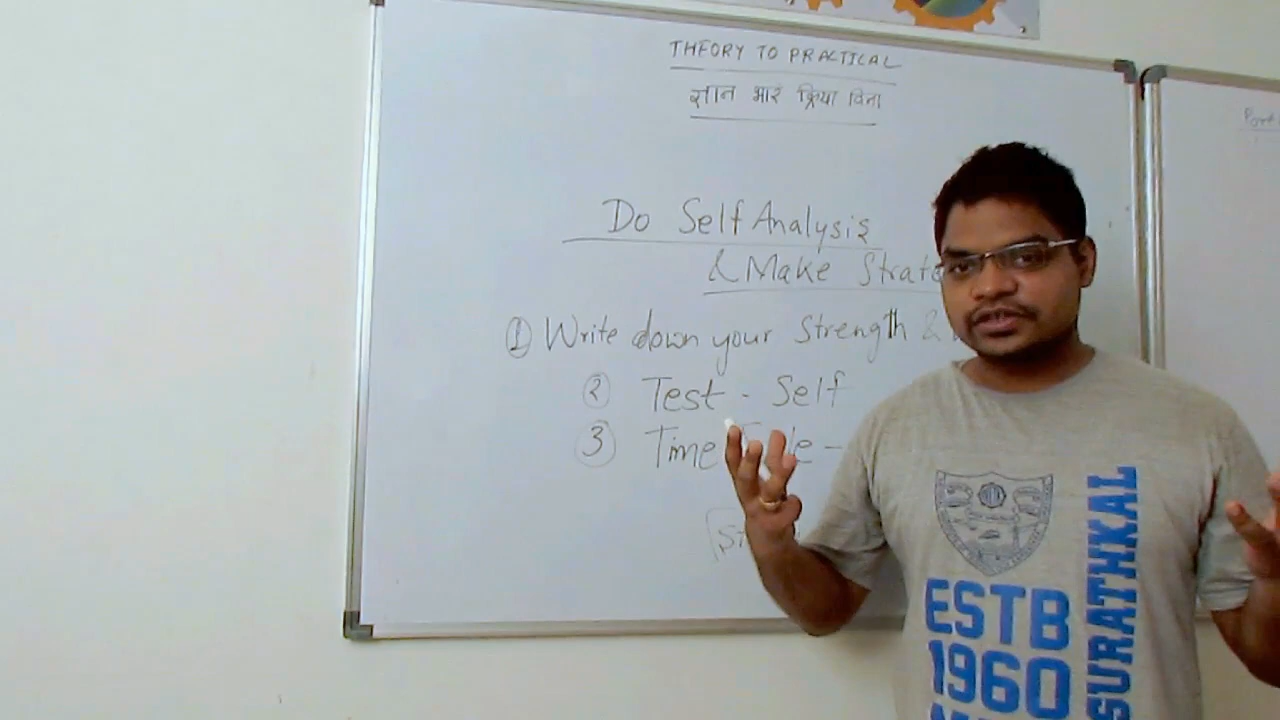 THEORY TO PRACTICAL
ज्ञान भारं क्रिया विना
Do Self Analysis
& Make
① Write down your Strength &
② Test - Self
③ Time
SURATHKAL
ESTB
1960